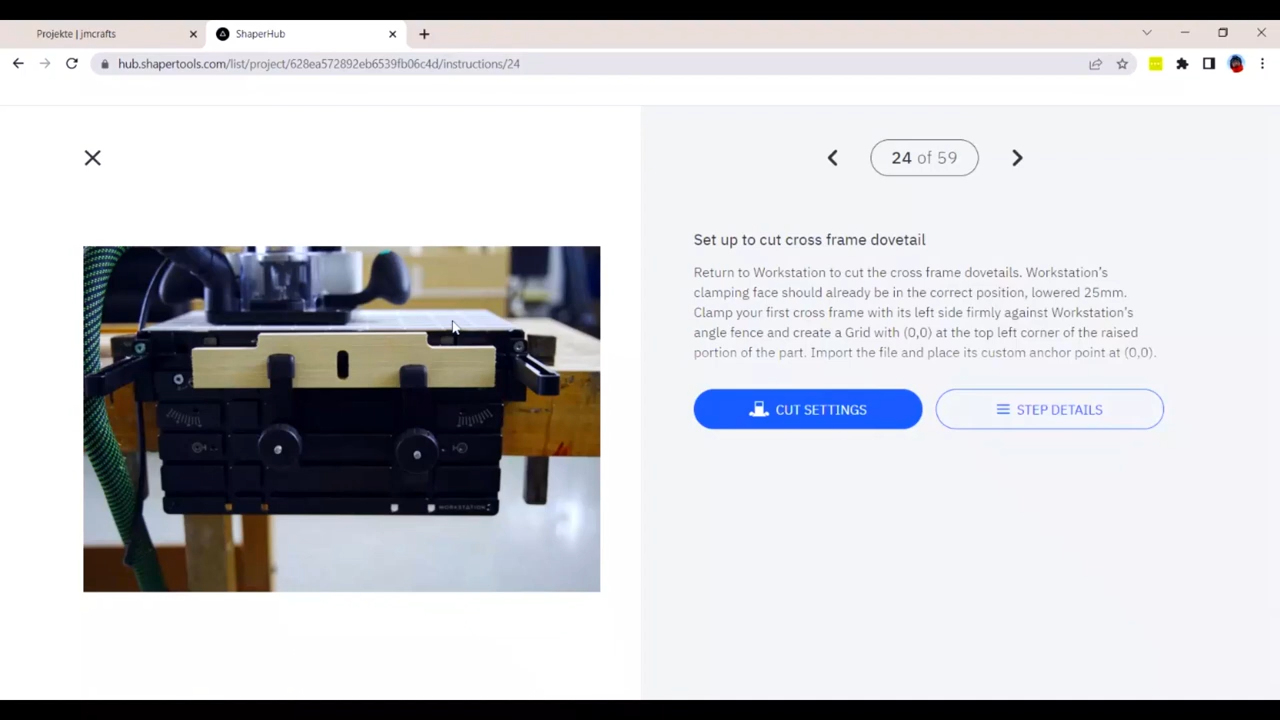 Projekte | jmcrafts
ShaperHub
hub.shapertools.com/list/project/628ea572892eb6539fb06c4d/instructions/24
24 of 59
Set up to cut cross frame dovetail
Return to Workstation to cut the cross frame dovetails. Workstation's
clamping face should already be in the correct position, lowered 25mm.
Clamp your first cross frame with its left side firmly against Workstation's
angle fence and create a Grid with (0,0) at the top left corner of the raised
portion of the part. Import the file and place its custom anchor point at (0,0).
CUT SETTINGS
STEP DETAILS
WORKSTATION